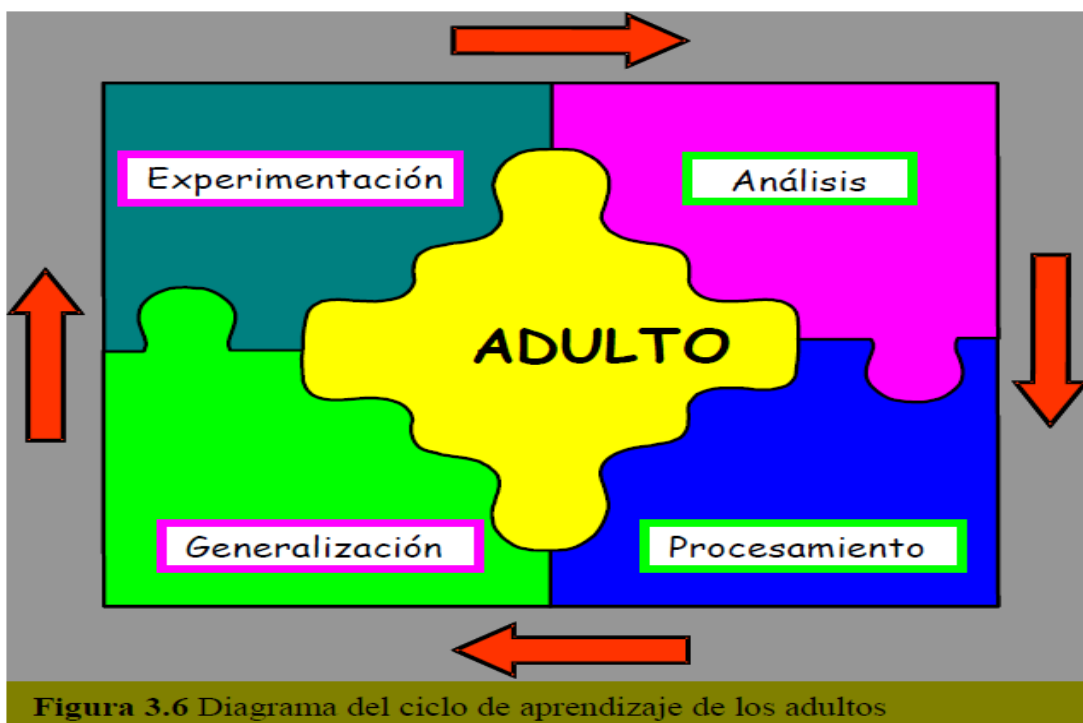 Experimentación
Análisis
ADULTO
Generalización
Procesamiento
Figura 3.6 Diagrama del ciclo de aprendizaje de los adultos